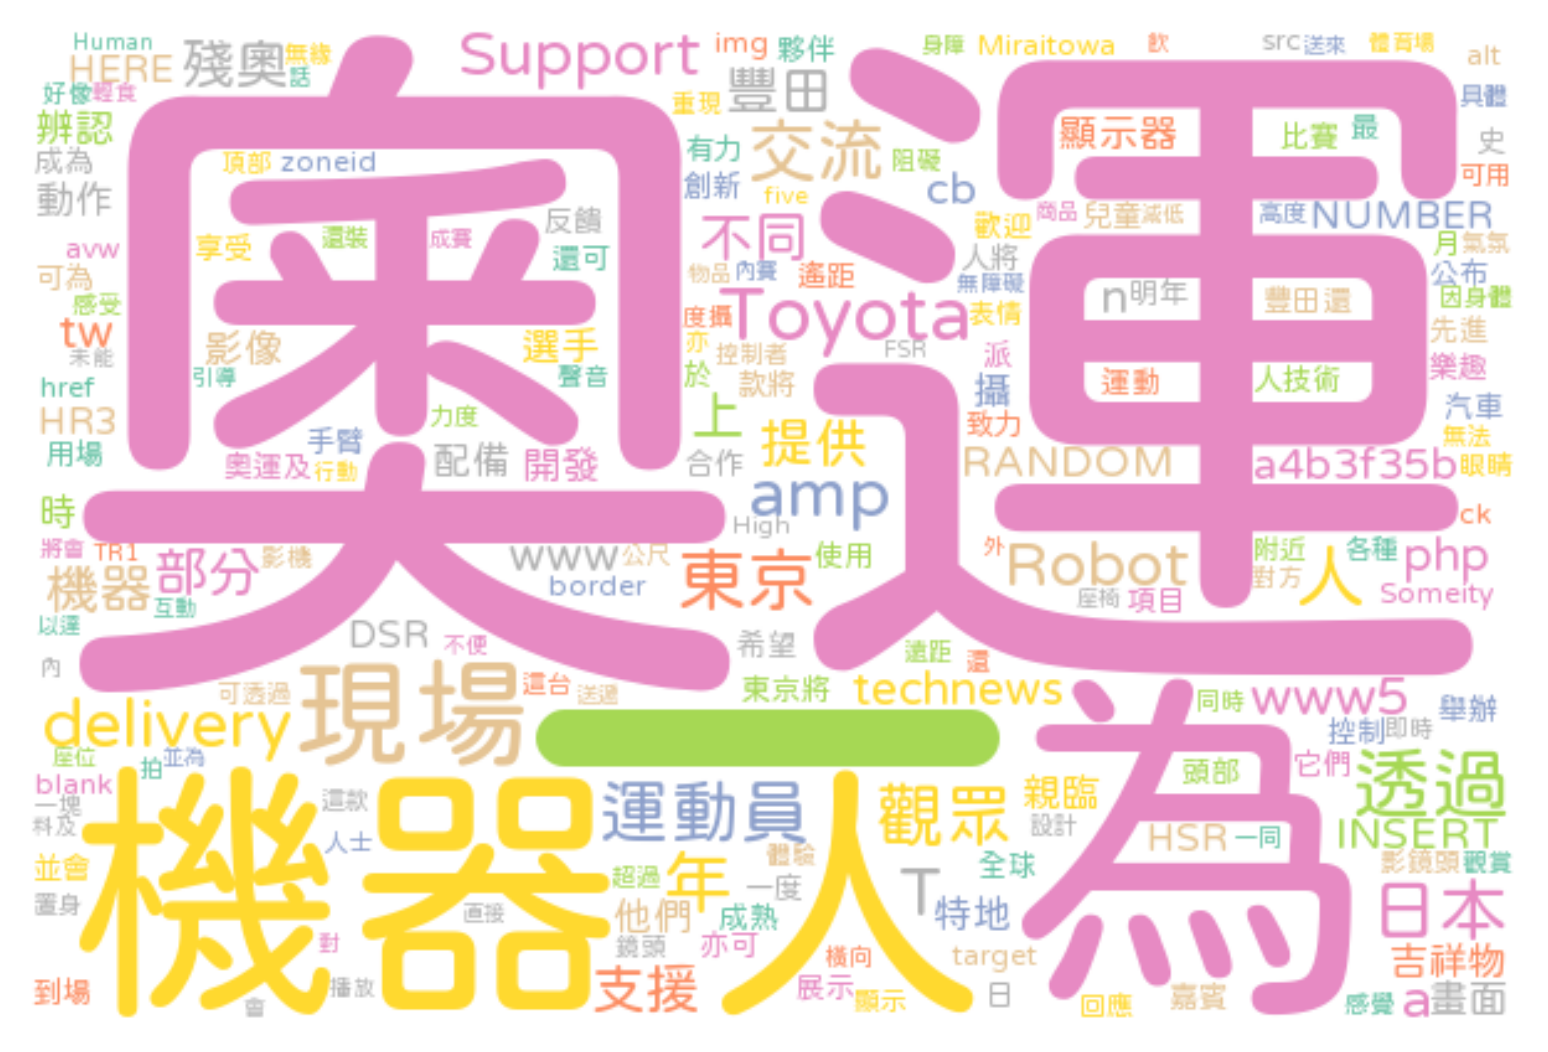 Human
HERE
殘奧
無緣
話
Support
img
夥伴
身障
Miraitowa
飲
src
送來
體育場
alt
好像
輕食
重現
豐田
具體
辨認
有力
交流
阻礙
顯示器
比賽
最
史
成為
頂部
zoneid
創新
five
cb
可用
動作
反饋
不同
歡迎
商品
兒童
減低
高度
NUMBER
avw
享受
還裝
成賽
還可
人將
月
氣氛
可為
物品
內賽
遙距
無障礙
公布
感受
Toyota
表情
n
明年
豐田還
因身體
tw
影像
選手
度攝
亦
控制者
FSR
派
先進
未能
引導
聲音
於
款將
攝
運動
人技術
樂趣
href
HR3
力度
上
提供
致力
汽車
用場
手臂
奧運及
行動
配備
開發
合作
RANDOM
a4b3f35b
無法
眼睛
奧運
時
amp
High
ck
將會
TR1
部分
影機
www
公尺
東京
使用
外
Robot
附近
各種
php
機器
互動
border
座椅
項目
對方
人
Someity
以達
DSR
不便
希望
遠距
還
內
可透過
現場
這台
送過
東京將
technews
同時
www5
舉辦
delivery
一
控制
即時
座位
拍
並為
頭部
它們
透過
blank
一塊
料及
這款
人士
運動員
觀眾
親臨
設計
為
HSR
一同
INSERT
並會
機器
人
超過
年
體驗
一度
T
全球
影鏡頭
觀賞
置身
直接
他們
成熟
特地
日本
對
鏡頭
亦可
橫向
target
吉祥物
到場
會
播放
支援
展示
顯示
日
回應
嘉賓
感覺
a
畫面